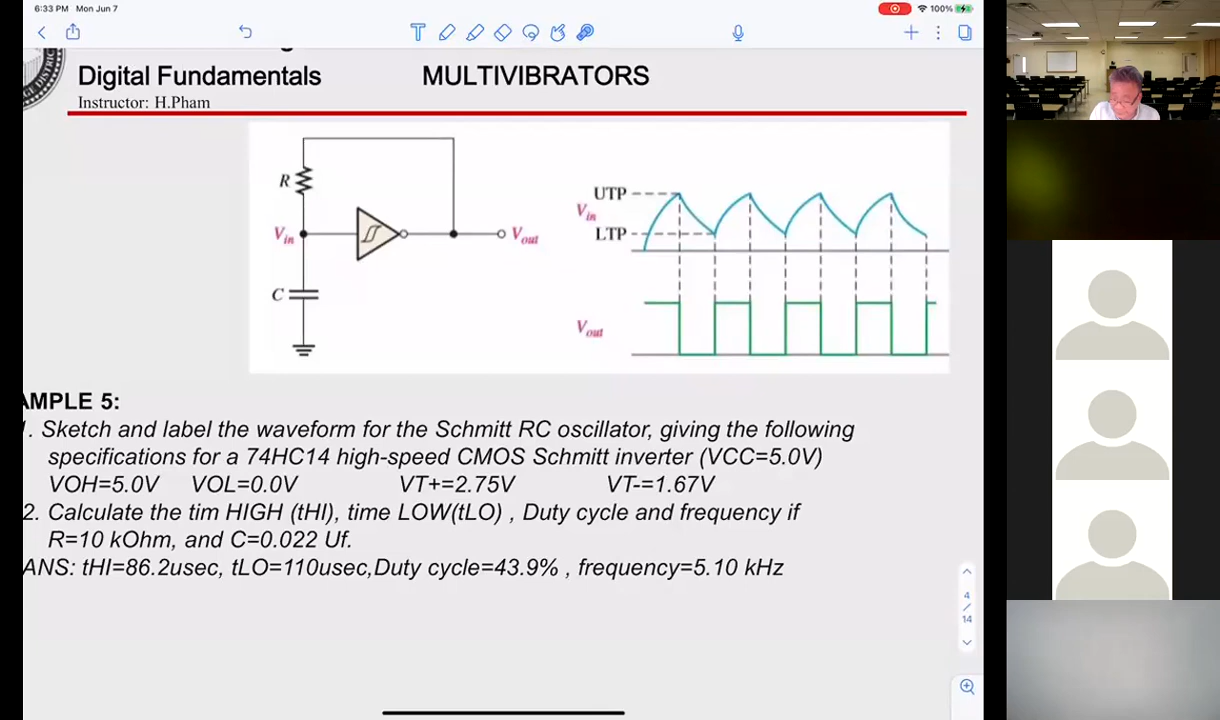 6:33 PM Mon Jun 7
100%
T
Digital Fundamentals
MULTIVIBRATORS
Instructor: H.Pham
R
Vin
C
Vout
UTP
Vin
LTP
Vout
AMPLE 5:
. Sketch and label the waveform for the Schmitt RC oscillator, giving the following
specifications for a 74HC14 high-speed CMOS Schmitt inverter (VCC=5.0V)
VOH=5.0V VOL=0.0V VT+=2.75V VT-=1.67V
2. Calculate the tim HIGH (tHI), time LOW(tLO) , Duty cycle and frequency if
R=10 kOhm, and C=0.022 Uf.
ANS: tHI=86.2usec, tLO=110usec,Duty cycle=43.9% , frequency=5.10 kHz
4
/
14